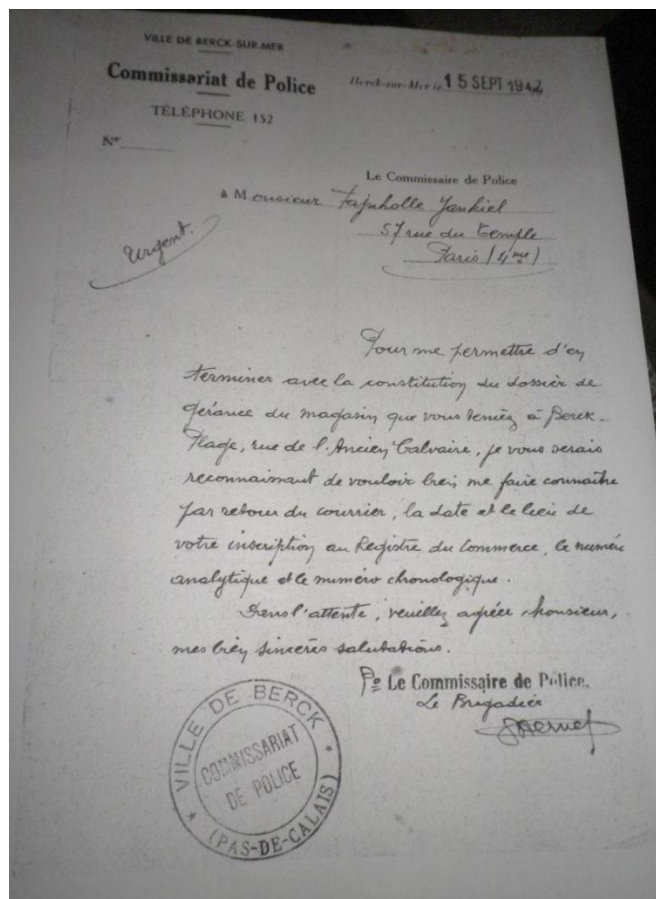 VILLE DE BERCK-SUR-MER
Commissariat de Police
Berck-sur-Mer le 15 SEPT 1942
TÉLÉPHONE 152
N°
Le Commissaire de Police
à Monsieur Tajnholle Yankiel
57 rue du Temple
Paris (4me)
Urgent.
Pour me permettre d'en
terminer avec la constitution du dossier de
gérance du magasin que vous teniez à Berck-
Plage, rue de l'Ancien Calvaire, je vous serais
reconnaissant de vouloir bien me faire connaître
par retour du courrier, la date et le lieu de
votre inscription au Registre du Commerce, le numéro
analytique et le numéro chronologique.
Dans l'attente, veuillez agréer, Monsieur,
mes bien sincères salutations.
Le Commissaire de Police.
Le Brigadier
VILLE DE BERCK
COMMISSARIAT
DE POLICE
(PAS-DE-CALAIS)